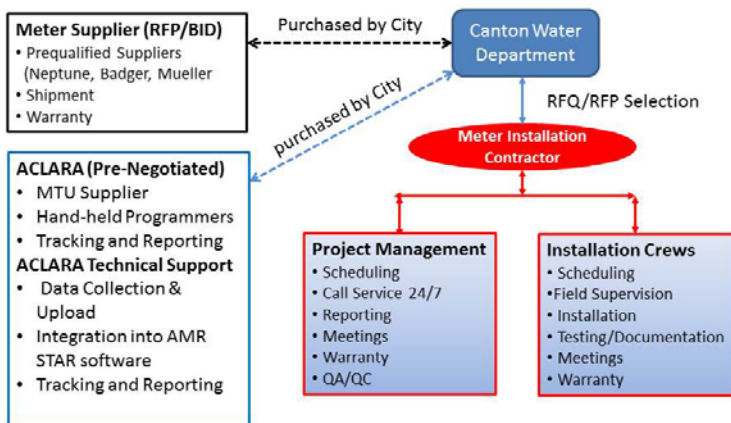 Meter Supplier (RFP/BID)
• Prequalified Suppliers
(Neptune, Badger, Mueller
• Shipment
• Warranty
Purchased by City
Canton Water
Department
purchased by City
RFQ/RFP Selection
Meter Installation
Contractor
ACLARA (Pre-Negotiated)
• MTU Supplier
• Hand-held Programmers
• Tracking and Reporting
ACLARA Technical Support
• Data Collection &
Upload
• Integration into AMR
STAR software
• Tracking and Reporting
Project Management
• Scheduling
• Call Service 24/7
• Reporting
• Meetings
• Warranty
• QA/QC
Installation Crews
• Scheduling
•Field Supervision
• Installation
• Testing/Documentation
• Meetings
• Warranty